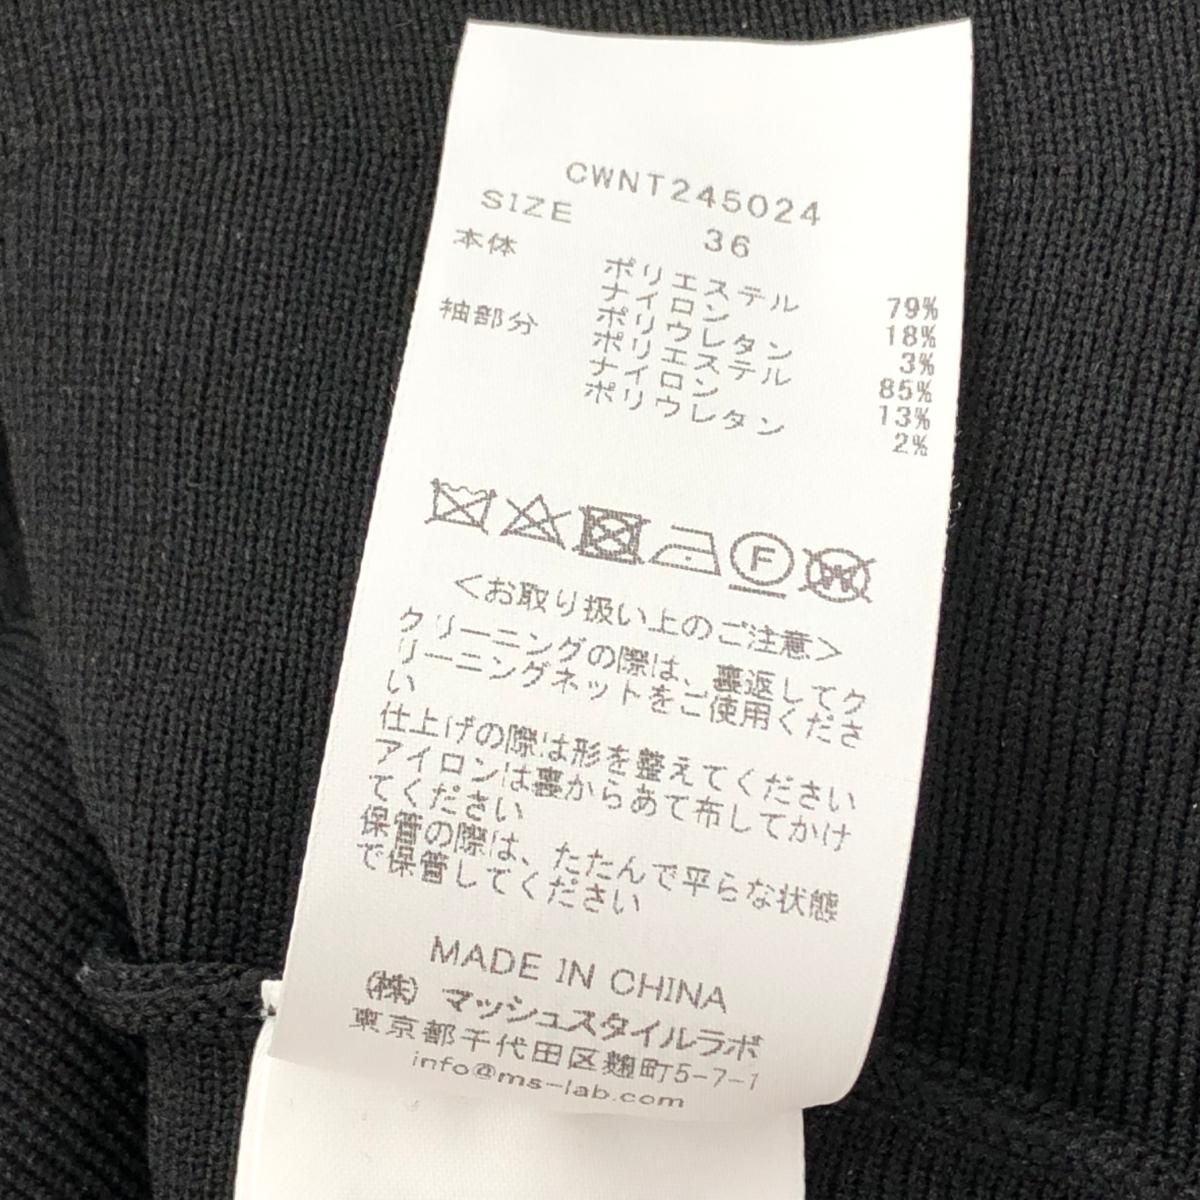 CWNT245024
SIZE 36
本体 ポリエステル 79%
ナイロン 18%
ポリウレタン 3%
袖部分 ポリエステル 85%
ナイロン 13%
ポリウレタン 2%
F
W
<お取り扱い上のご注意>
クリーニングの際は、裏返してク
リーニングネットをご使用くださ
い
仕上げの際は形を整えてください
アイロンは裏からあて布してかけ
てください
保管の際は、たたんで平らな状態
で保管してください
MADE IN CHINA
(株) マッシュスタイルラボ
東京都千代田区麹町5-7-1
info@ms-lab.com